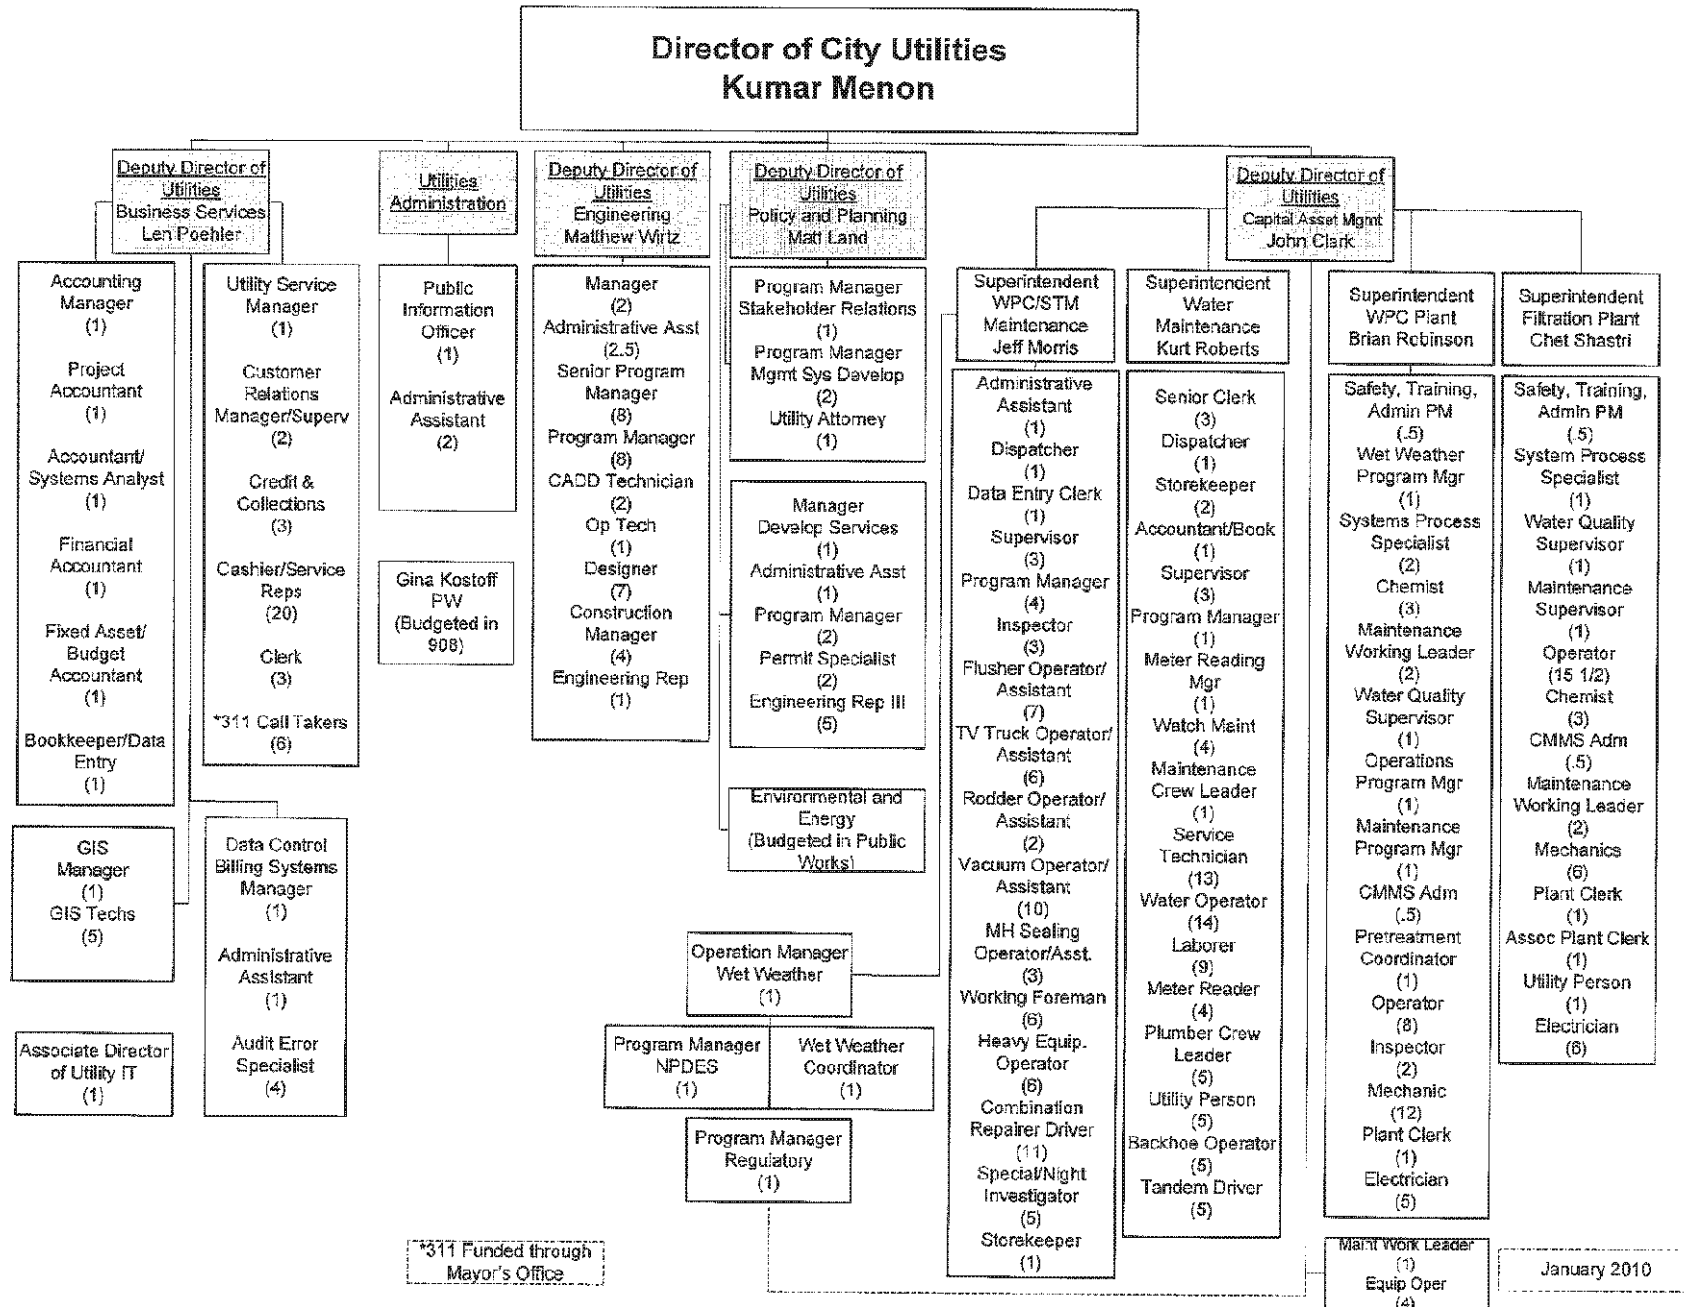 Director of City Utilities
Kumar Menon
Deputy Director of
Utilities
Business Services
Len Poehler
Utilities
Administration
Deputy Director of
Utilities
Engineering
Matthew Wirtz
Deputy Director of
Utilities
Policy and Planning
Matt Land
Deputy Director of
Utilities
Capital Asset Mgmt
John Clark
Accounting
Manager
(1)
Project
Accountant
(1)
Accountant/
Systems Analyst
(1)
Financial
Accountant
(1)
Fixed Asset/
Budget
Accountant
(1)
Bookkeeper/Data
Entry
(1)
GIS
Manager
(1)
GIS Techs
(5)
Associate Director
of Utility IT
(1)
Utility Service
Manager
(1)
Customer
Relations
Manager/Superv
(2)
Credit &
Collections
(3)
Cashier/Service
Reps
(20)
Clerk
(3)
*311 Call Takers
(6)
Data Control
Billing Systems
Manager
(1)
Administrative
Assistant
(1)
Audit Error
Specialist
(4)
Public
Information
Officer
(1)
Administrative
Assistant
(2)
Gina Kostoff
PW
(Budgeted in
908)
Manager
(2)
Administrative Asst
(2.5)
Senior Program
Manager
(8)
Program Manager
(8)
CADD Technician
(2)
Op Tech
(1)
Designer
(7)
Construction
Manager
(4)
Engineering Rep
(1)
Program Manager
Stakeholder Relations
(1)
Program Manager
Mgmt Sys Develop
(2)
Utility Attorney
(1)
Manager
Develop Services
(1)
Administrative Asst
(1)
Program Manager
(2)
Permit Specialist
(2)
Engineering Rep III
(5)
Environmental and
Energy
(Budgeted in Public
Works)
Operation Manager
Wet Weather
(1)
Program Manager
NPDES
(1)
Wet Weather
Coordinator
(1)
Program Manager
Regulatory
(1)
Superintendent
WPC/STM
Maintenance
Jeff Morris
Administrative
Assistant
(1)
Dispatcher
(1)
Data Entry Clerk
(1)
Supervisor
(3)
Program Manager
(4)
Inspector
(3)
Flusher Operator/
Assistant
(7)
TV Truck Operator/
Assistant
(6)
Rodder Operator/
Assistant
(2)
Vacuum Operator/
Assistant
(10)
MH Sealing
Operator/Asst.
(3)
Working Foreman
(6)
Heavy Equip.
Operator
(6)
Combination
Repairer Driver
(11)
Special/Night
Investigator
(5)
Storekeeper
(1)
Superintendent
Water
Maintenance
Kurt Roberts
Senior Clerk
(3)
Dispatcher
(1)
Storekeeper
(2)
Accountant/Book
(1)
Supervisor
(3)
Program Manager
(1)
Meter Reading
Mgr
(1)
Watch Maint
(4)
Maintenance
Crew Leader
(1)
Service
Technician
(13)
Water Operator
(14)
Laborer
(9)
Meter Reader
(4)
Plumber Crew
Leader
(5)
Utility Person
(5)
Backhoe Operator
(5)
Tandem Driver
(5)
Superintendent
WPC Plant
Brian Robinson
Safety, Training,
Admin PM
(.5)
Wet Weather
Program Mgr
(1)
Systems Process
Specialist
(2)
Chemist
(3)
Maintenance
Working Leader
(2)
Water Quality
Supervisor
(1)
Operations
Program Mgr
(1)
Maintenance
Program Mgr
(1)
CMMS Adm
(.5)
Pretreatment
Coordinator
(1)
Operator
(8)
Inspector
(2)
Mechanic
(12)
Plant Clerk
(1)
Electrician
(5)
Maint Work Leader
(1)
Equip Oper
(4)
Superintendent
Filtration Plant
Chet Shastri
Safety, Training,
Admin PM
(.5)
System Process
Specialist
(1)
Water Quality
Supervisor
(1)
Maintenance
Supervisor
(1)
Operator
(15 1/2)
Chemist
(3)
CMMS Adm
(.5)
Maintenance
Working Leader
(2)
Mechanics
(6)
Plant Clerk
(1)
Assoc Plant Clerk
(1)
Utility Person
(1)
Electrician
(6)
*311 Funded through
Mayor's Office
January 2010